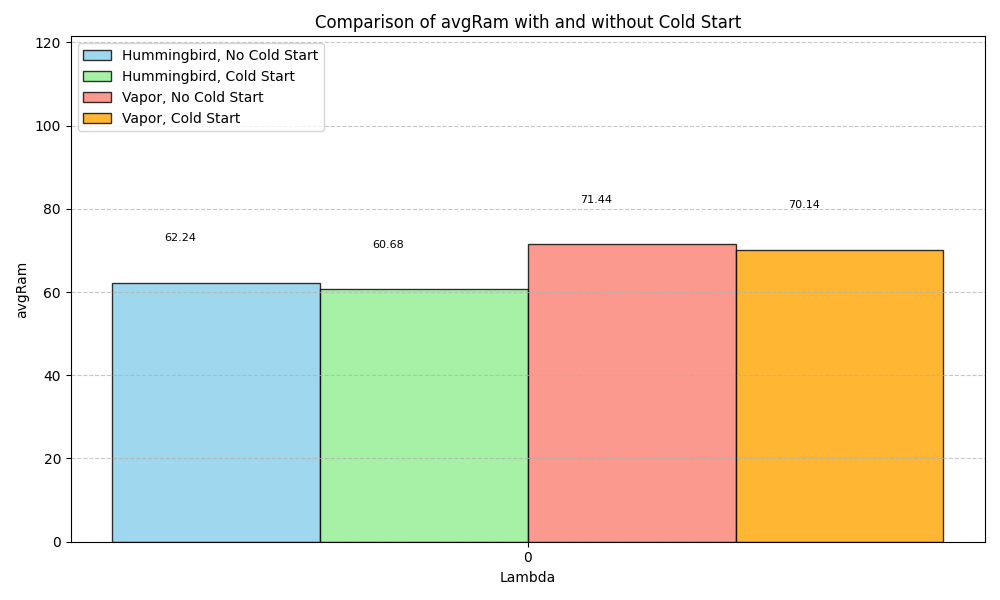 Comparison of avgRam with and without Cold Start
120
100
80
60
40
20
0
avgRam
Hummingbird, No Cold Start
Hummingbird, Cold Start
Vapor, No Cold Start
Vapor, Cold Start
62.24
60.68
71.44
70.14
0
Lambda